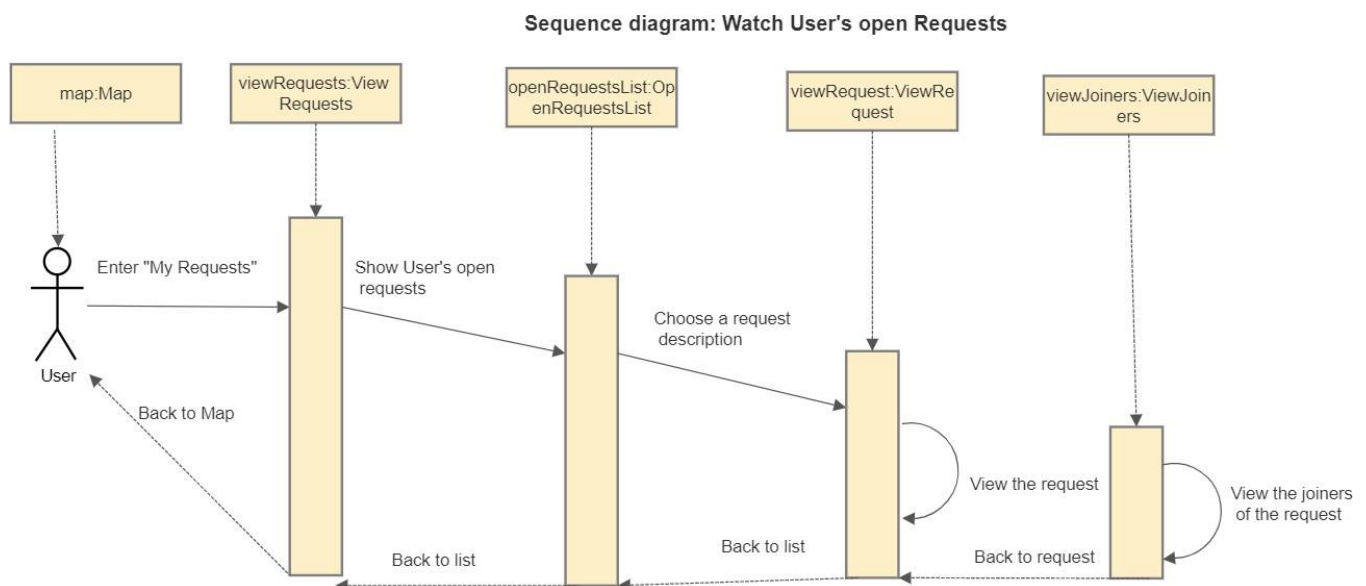 Sequence diagram: Watch User's open Requests
map:Map
viewRequests:View
Requests
openRequestsList:Op
enRequestsList
viewRequest:ViewRe
quest
viewJoiners:ViewJoin
ers
Enter "My Requests"
Show User's open
requests
Choose a request
description
User
Back to Map
View the request
View the joiners
of the request
Back to list
Back to list
Back to request